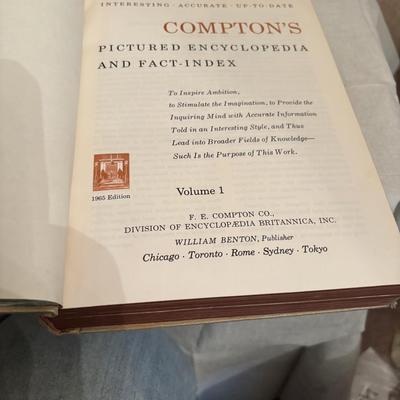 INTERESTING · ACCURATE · UP-TO-DATE
COMPTON'S
PICTURED ENCYCLOPEDIA
AND FACT-INDEX
To Inspire Ambition,
to Stimulate the Imagination, to Provide the
Inquiring Mind with Accurate Information
Told in an Interesting Style, and Thus
Lead into Broader Fields of Knowledge—
Such Is the Purpose of This Work.
1965 Edition
Volume 1
F. E. COMPTON CO.,
DIVISION OF ENCYCLOPÆDIA BRITANNICA, INC.
WILLIAM BENTON, Publisher
Chicago · Toronto · Rome · Sydney · Tokyo